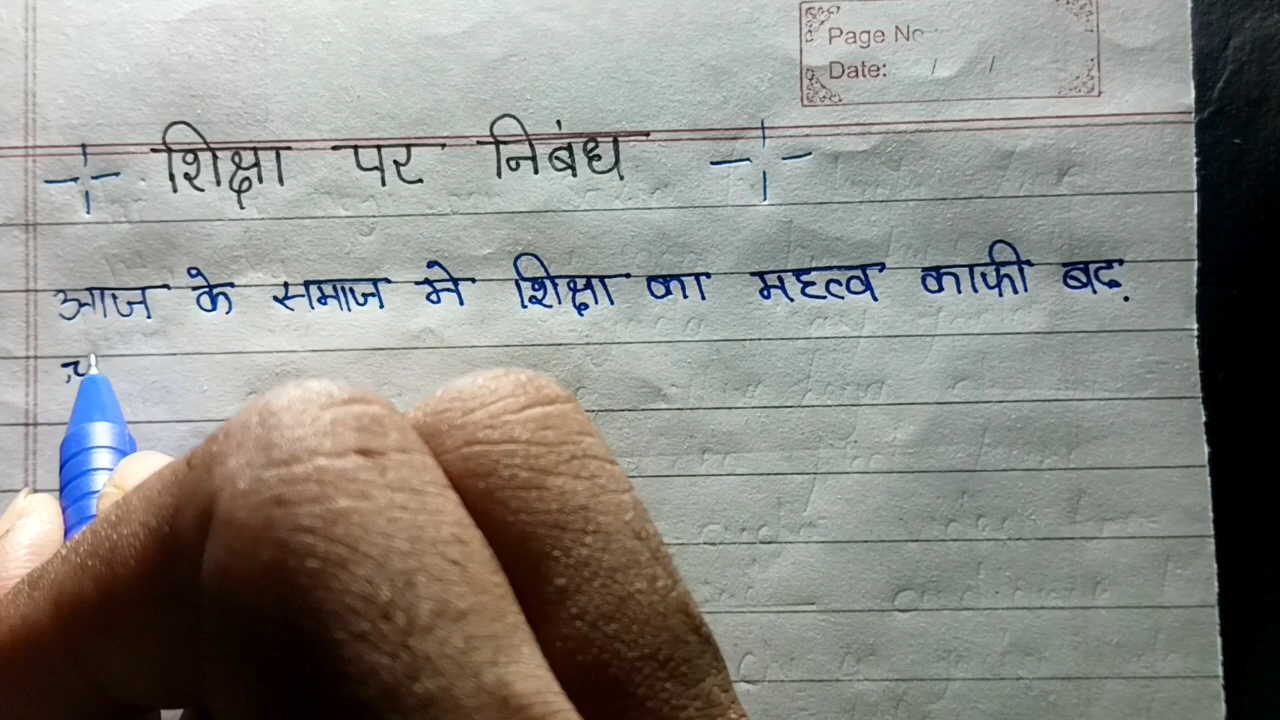 Page No
Date: / /
शिक्षा पर निबंध
आज के समाज मे शिक्षा का महत्व काफी बढ़